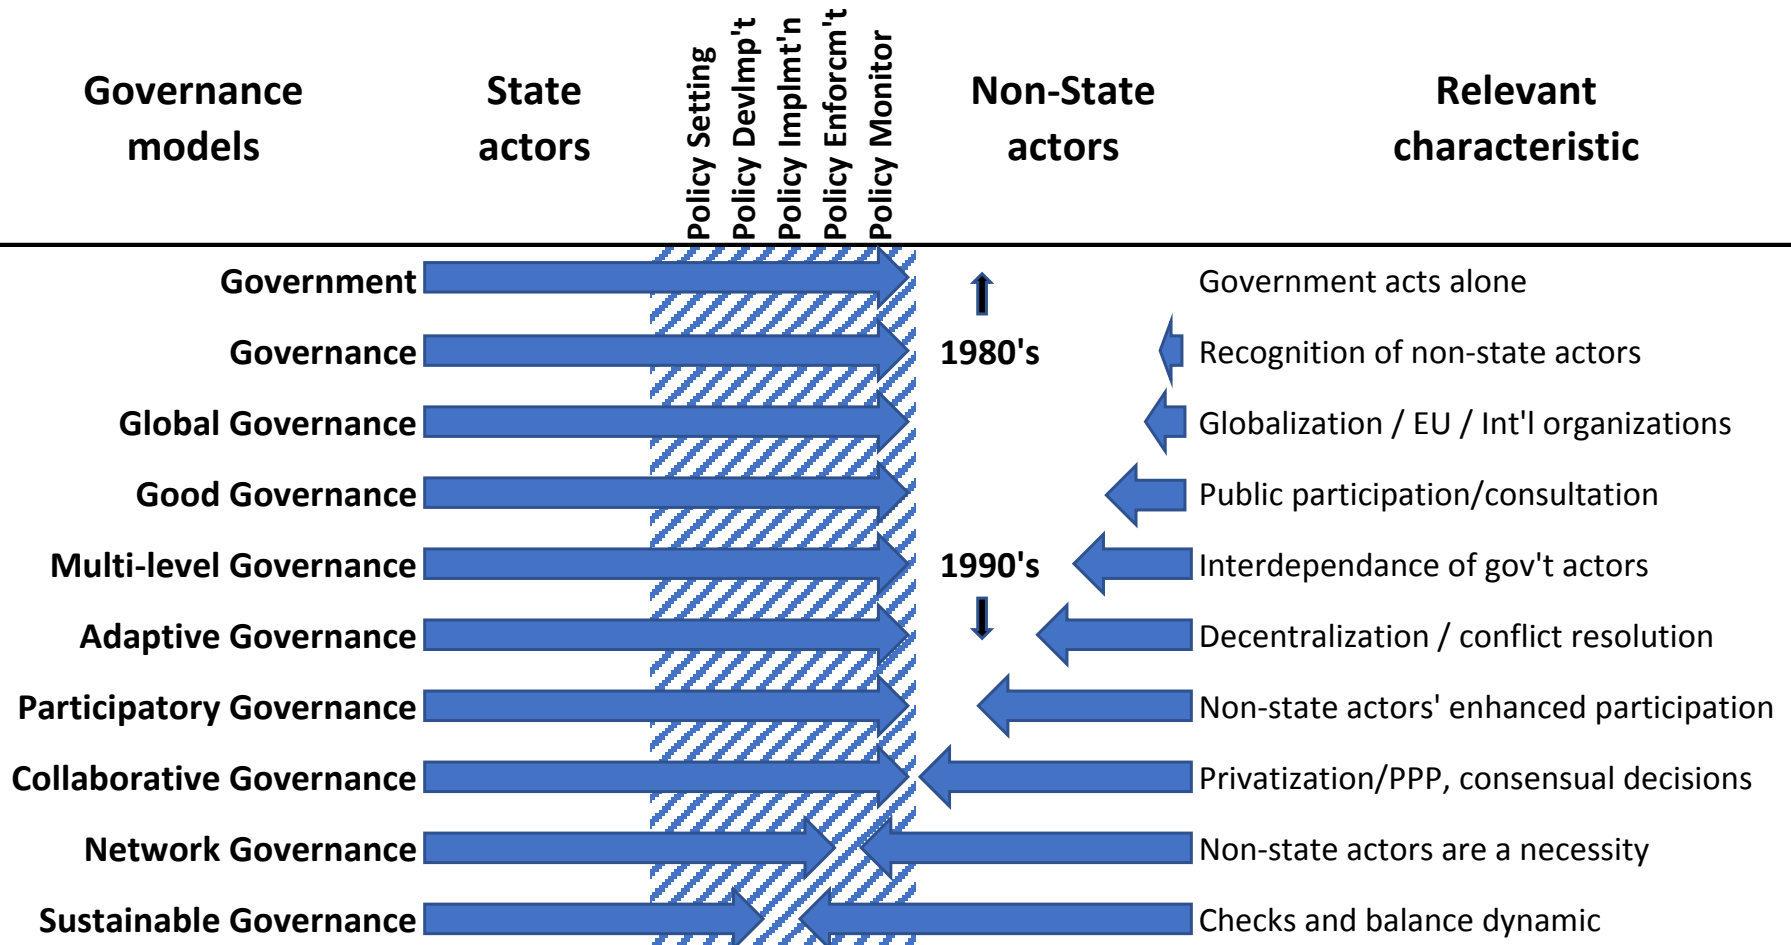 Governance
models
State
actors
Policy Setting
Policy Devlmp't
Policy Implmt'n
Policy Enforcm't
Policy Monitor
Non-State
actors
Relevant
characteristic
Government
Government acts alone
Governance
1980's
Recognition of non-state actors
Global Governance
Globalization / EU / Int'l organizations
Good Governance
Public participation/consultation
Multi-level Governance
1990's
Interdependance of gov't actors
Adaptive Governance
Decentralization / conflict resolution
Participatory Governance
Non-state actors' enhanced participation
Collaborative Governance
Privatization/PPP, consensual decisions
Network Governance
Non-state actors are a necessity
Sustainable Governance
Checks and balance dynamic